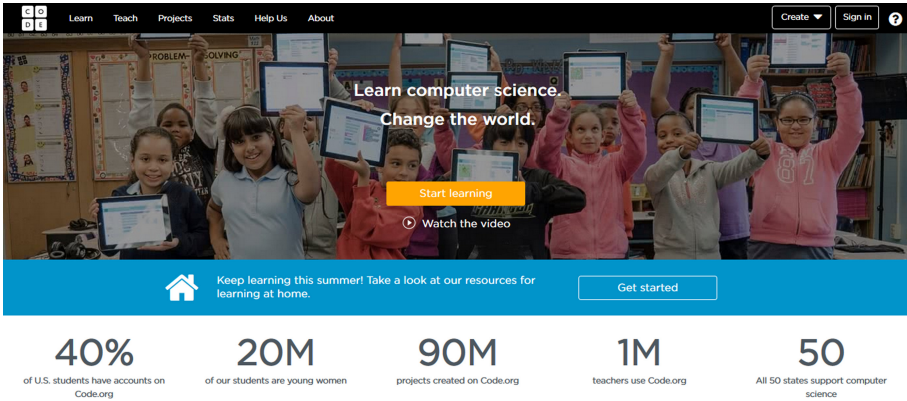 C O
D E
Learn Teach Projects Stats Help Us About
Create Sign in ?
PROBLEM-SOLVING
Learn computer science.
Change the world.
Start learning
Watch the video
87
Keep learning this summer! Take a look at our resources for
learning at home.
Get started
40% 20M 90M 1M 50
of U.S. students have accounts on
Code.org
of our students are young women
projects created on Code.org
teachers use Code.org
All 50 states support computer
science